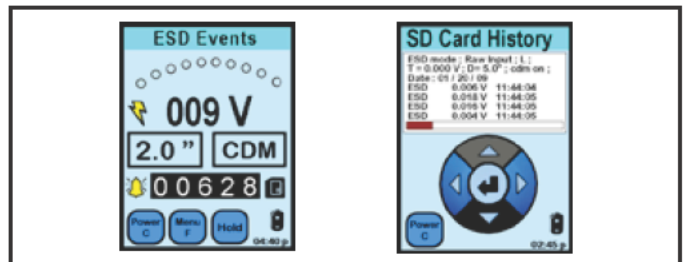 ESD Events
009 V
2.0 ” CDM
00628
Power C Menu F Hold
04:40 p
SD Card History
ESD mode ; Raw Input ; L ;
T = 0.000 V ; D= 5.0" ; cdm on ;
Date : 01 / 20 / 09
ESD 0.006 V 11:44:04
ESD 0.018 V 11:44:05
ESD 0.016 V 11:44:05
ESD 0.004 V 11:44:05
Power C
02:45 p